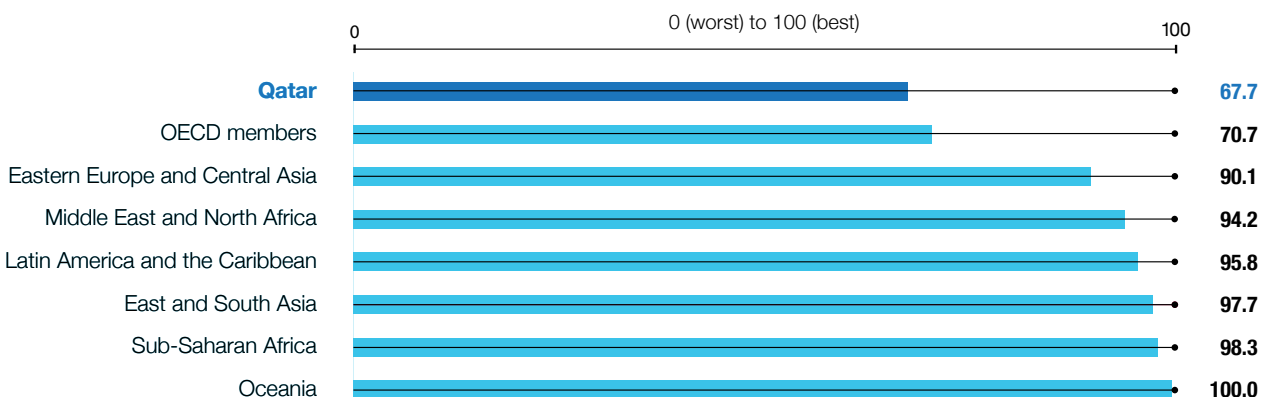 0 (worst) to 100 (best)
0 100
Qatar 67.7
OECD members 70.7
Eastern Europe and Central Asia 90.1
Middle East and North Africa 94.2
Latin America and the Caribbean 95.8
East and South Asia 97.7
Sub-Saharan Africa 98.3
Oceania 100.0